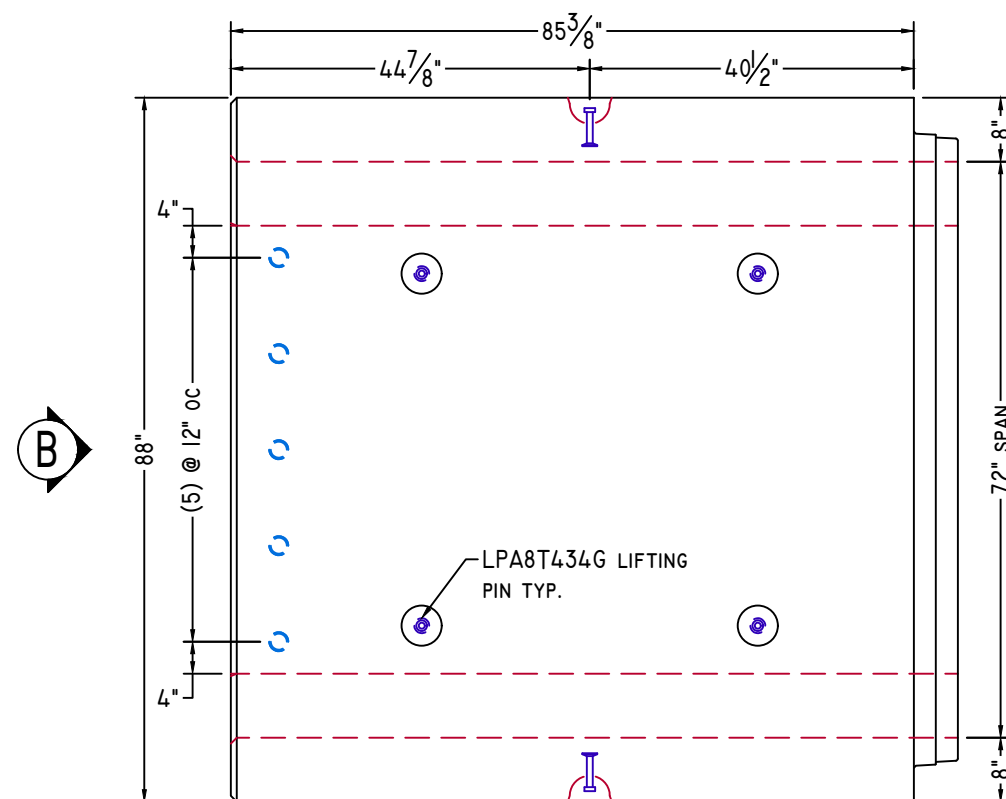 85 3/8"
44 7/8"
40 1/2"
8"
4"
(5) @ 12" OC
88"
B
72" SPAN
LPA8T434G LIFTING
PIN TYP.
4"
8"